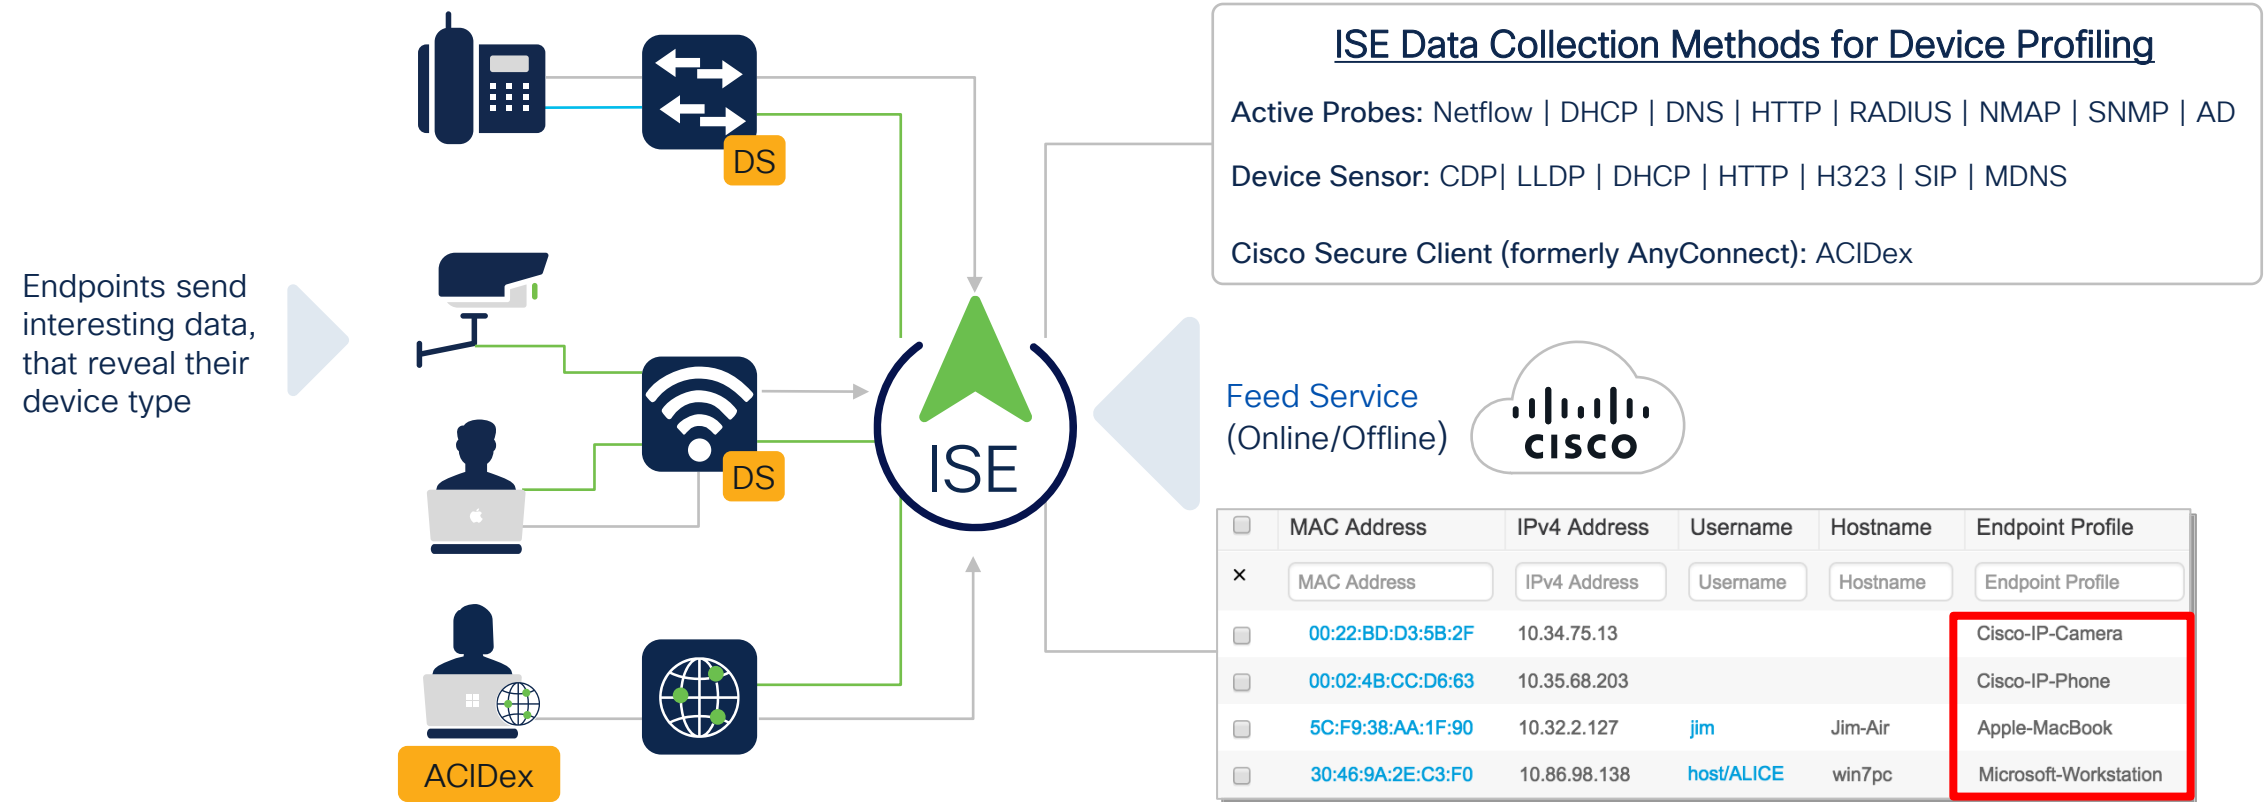 ISE Data Collection Methods for Device Profiling
Active Probes: Netflow | DHCP | DNS | HTTP | RADIUS | NMAP | SNMP | AD
Device Sensor: CDP| LLDP | DHCP | HTTP | H323 | SIP | MDNS
Cisco Secure Client (formerly AnyConnect): ACIDex
DS
Endpoints send
interesting data,
that reveal their
device type
DS
ISE
Feed Service
(Online/Offline)
CISCO
ACIDex
MAC Address IPv4 Address Username Hostname Endpoint Profile
× MAC Address IPv4 Address Username Hostname Endpoint Profile
00:22:BD:D3:5B:2F 10.34.75.13 Cisco-IP-Camera
00:02:4B:CC:D6:63 10.35.68.203 Cisco-IP-Phone
5C:F9:38:AA:1F:90 10.32.2.127 jim Jim-Air Apple-MacBook
30:46:9A:2E:C3:F0 10.86.98.138 host/ALICE win7pc Microsoft-Workstation